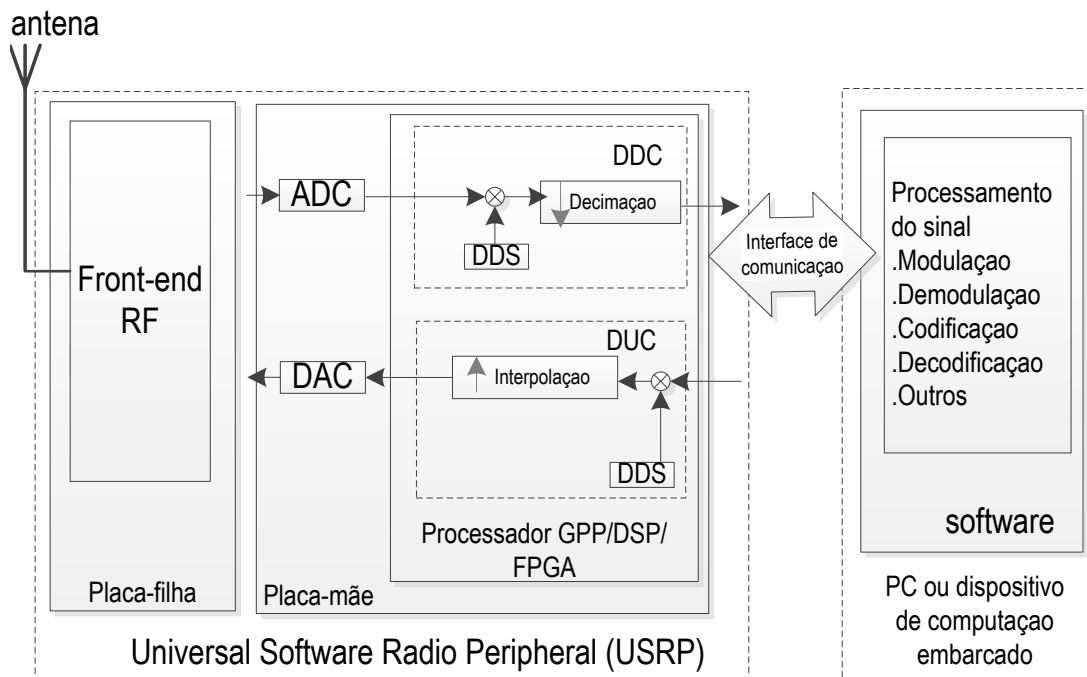 antena
Front-end
RF
Placa-filha
ADC
DDC
Decimaçao
DDS
DAC
DUC
Interpolaçao
DDS
Processador GPP/DSP/
FPGA
Placa-mãe
Universal Software Radio Peripheral (USRP)
Interface de
comunicaçao
Processamento
do sinal
.Modulaçao
.Demodulaçao
.Codificaçao
.Decodificaçao
.Outros
software
PC ou dispositivo
de computaçao
embarcado